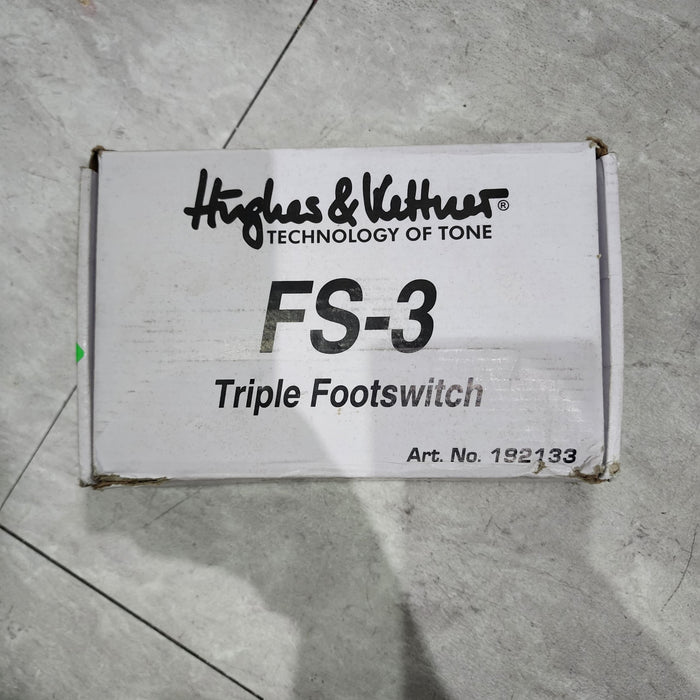 Hughes & Kettner®
TECHNOLOGY OF TONE
FS-3
Triple Footswitch
Art. No. 192133